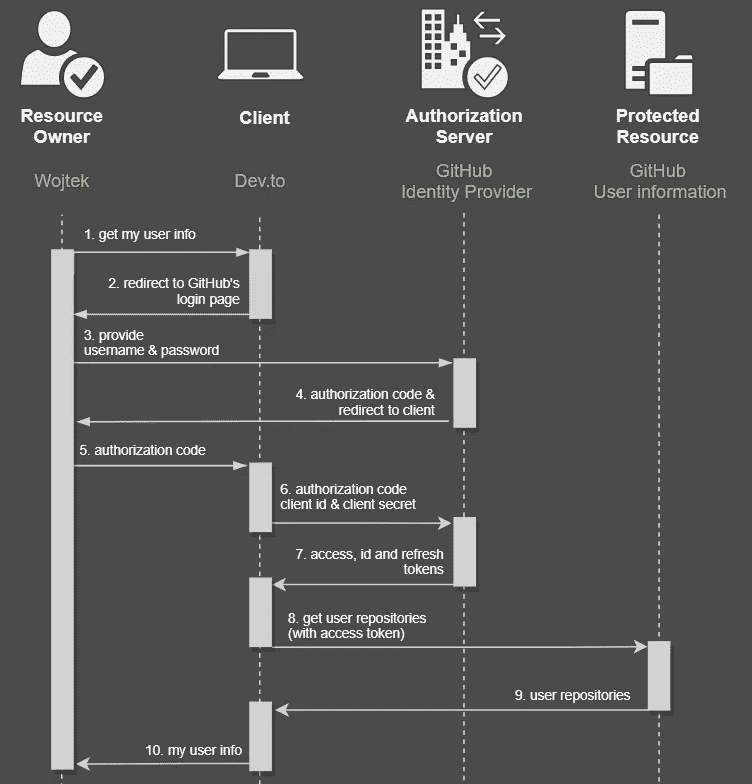 Resource
Owner
Client
Authorization
Server
Protected
Resource
Wojtek
Dev.to
GitHub
Identity Provider
GitHub
User information
1. get my user info
2. redirect to GitHub's
login page
3. provide
username & password
4. authorization code &
redirect to client
5. authorization code
6. authorization code
client id & client secret
7. access, id and refresh
tokens
8. get user repositories
(with access token)
9. user repositories
10. my user info